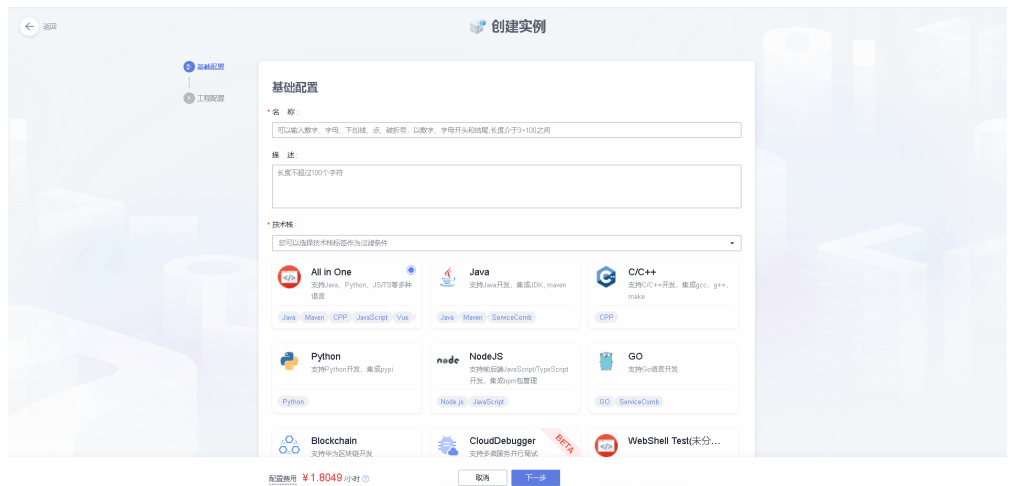 返回
创建实例
基础配置
工程配置
基础配置
* 名 称:
可以输入数字、字母、下划线、点、破折号，以数字、字母开头和结尾,长度介于3~100之间
描 述:
长度不超过100个字符
* 技术栈:
您可以选择技术栈标签作为过滤条件
All in One
支持Java、Python、JS/TS等多种
语言
Java Maven CPP JavaScript Vue
Java
支持Java开发，集成JDK, maven
Java Maven ServiceComb
C/C++
支持C/C++开发，集成gcc、g++,
make
CPP
Python
支持Python开发，集成pypi
Python
node
NodeJS
支持前后端JavaScript/TypeScript
开发，集成npm包管理
Node.js JavaScript
GO
支持Go语言开发
GO ServiceComb
Blockchain
支持华为区块链开发
CloudDebugger
支持多微服务并行调试
BETA
WebShell Test(未分...
配置费用 ¥1.8049 /小时
取消
下一步